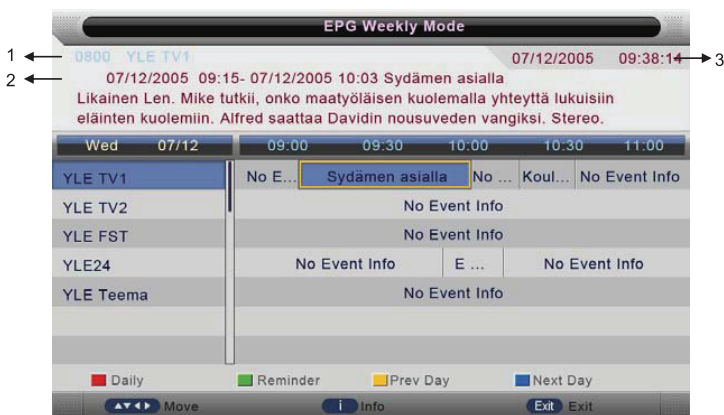 EPG Weekly Mode
1
0800 YLE TV1
07/12/2005 09:38:14
3
2
07/12/2005 09:15- 07/12/2005 10:03 Sydämen asialla
Likainen Len. Mike tutkii, onko maatyöläisen kuolemalla yhteyttä lukuisiin
eläinten kuolemiin. Alfred saattaa Davidin nousuveden vangiksi. Stereo.
Wed 07/12 09:00 09:30 10:00 10:30 11:00
YLE TV1 No E... Sydämen asialla No ... Koul... No Event Info
YLE TV2 No Event Info
YLE FST No Event Info
YLE24 No Event Info E ... No Event Info
YLE Teema No Event Info
Daily Reminder Prev Day Next Day
Move i Info Exit Exit